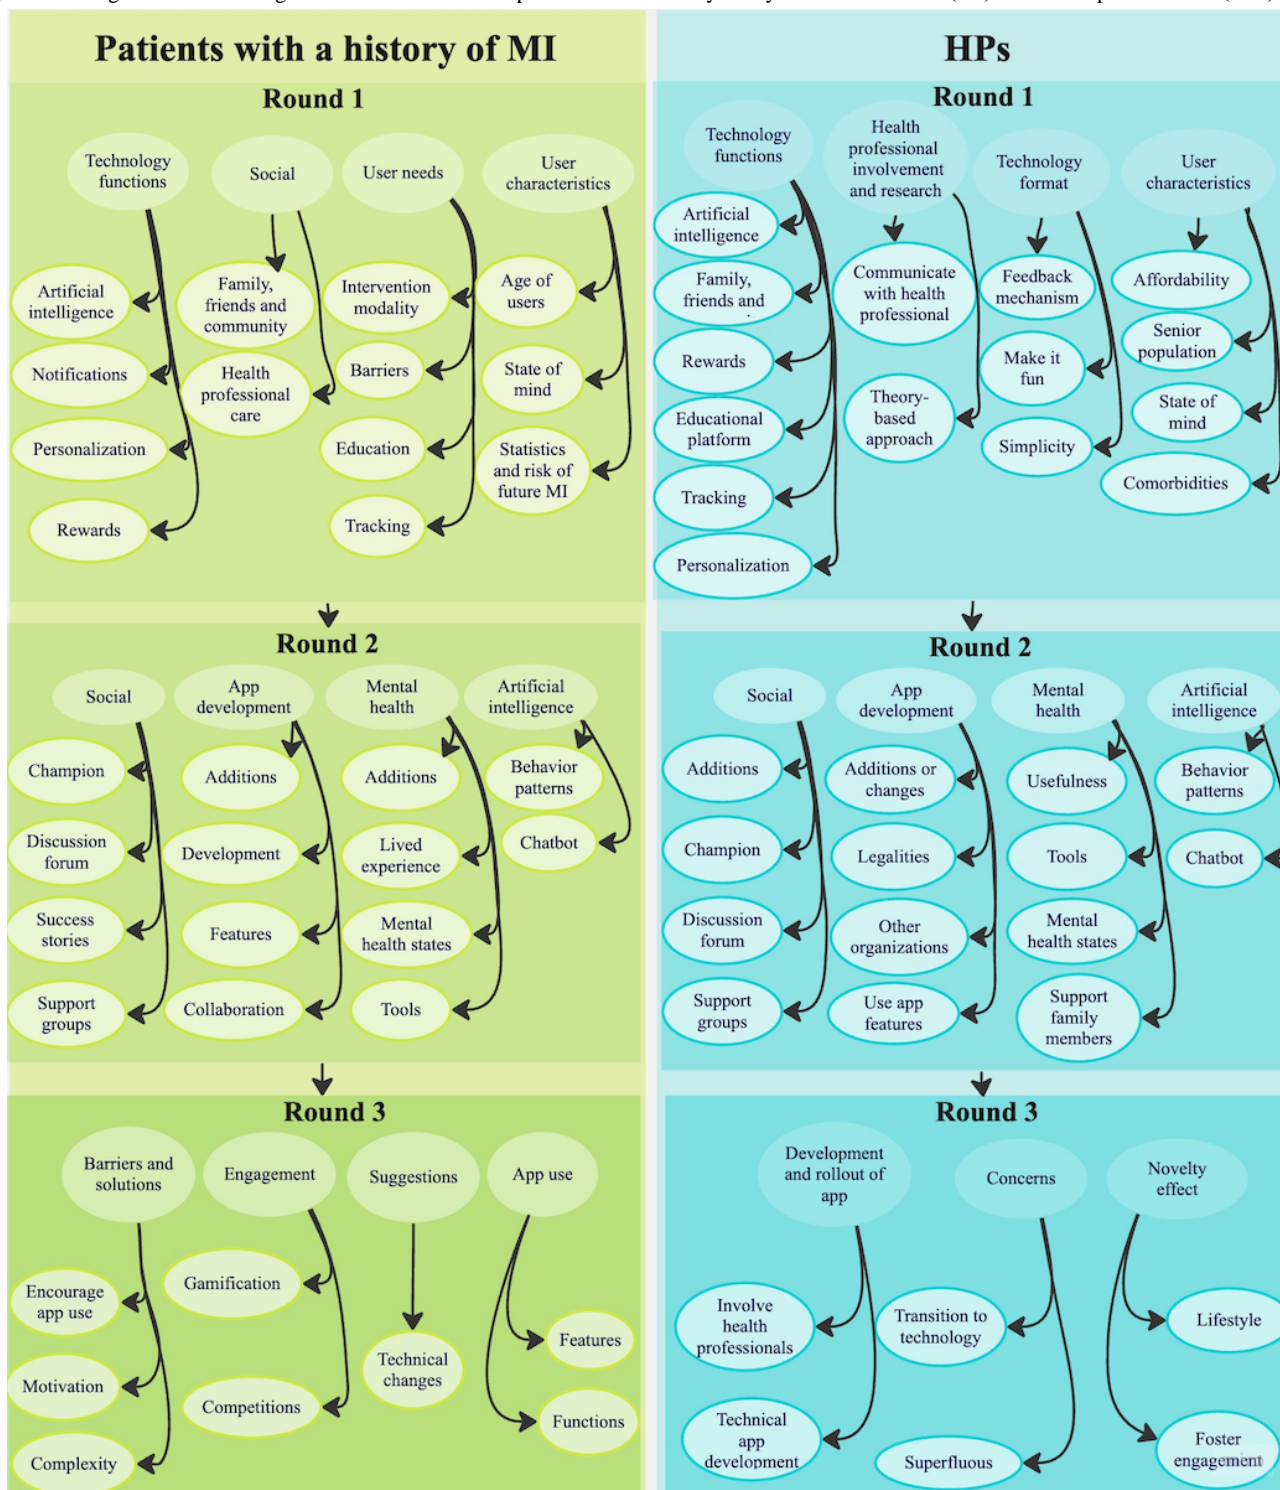 Patients with a history of MI
Round 1
Technology
functions
Social
User needs
User
characteristics
Artificial
intelligence
Notifications
Personalization
Rewards
Family,
friends and
community
Health
professional
care
Intervention
modality
Barriers
Education
Tracking
Age of
users
State of
mind
Statistics
and risk of
future MI
Round 2
Social
App
development
Mental
health
Artificial
intelligence
Champion
Discussion
forum
Success
stories
Support
groups
Additions
Development
Features
Collaboration
Additions
Lived
experience
Mental
health states
Tools
Behavior
patterns
Chatbot
Round 3
Barriers and
solutions
Engagement
Suggestions
App use
Encourage
app use
Motivation
Complexity
Gamification
Competitions
Technical
changes
Features
Functions
HPs
Round 1
Technology
functions
Health
professional
involvement
and research
Technology
format
User
characteristics
Artificial
intelligence
Family,
friends and
Rewards
Educational
platform
Tracking
Personalization
Communicate
with health
professional
Theory-
based
approach
Feedback
mechanism
Make it
fun
Simplicity
Affordability
Senior
population
State of
mind
Comorbidities
Round 2
Social
App
development
Mental
health
Artificial
intelligence
Additions
Champion
Discussion
forum
Support
groups
Additions or
changes
Legalities
Other
organizations
Use app
features
Usefulness
Tools
Mental
health states
Support
family
members
Behavior
patterns
Chatbot
Round 3
Development
and rollout of
app
Concerns
Novelty
effect
Involve
health
professionals
Technical
app
development
Transition to
technology
Superfluous
Lifestyle
Foster
engagement